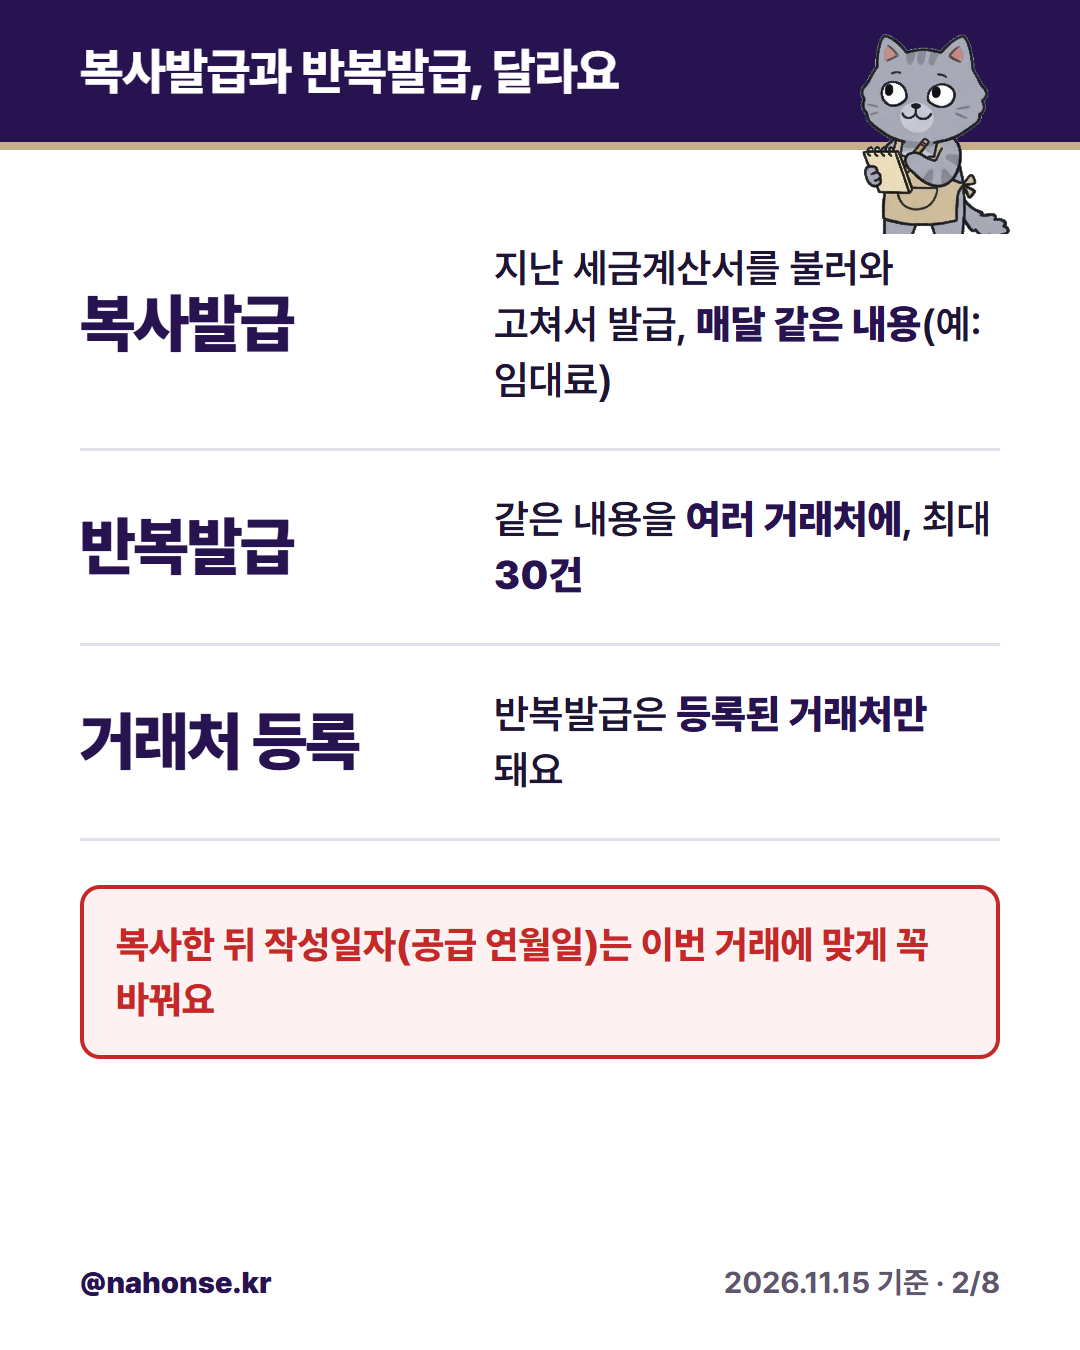 복사발급과 반복발급, 달라요
복사발급
지난 세금계산서를 불러와
고쳐서 발급, 매달 같은 내용(예:
임대료)
반복발급
같은 내용을 여러 거래처에, 최대
30건
거래처 등록
반복발급은 등록된 거래처만
돼요
복사한 뒤 작성일자(공급 연월일)는 이번 거래에 맞게 꼭
바꿔요
@nahonse.kr
2026.11.15 기준 · 2/8